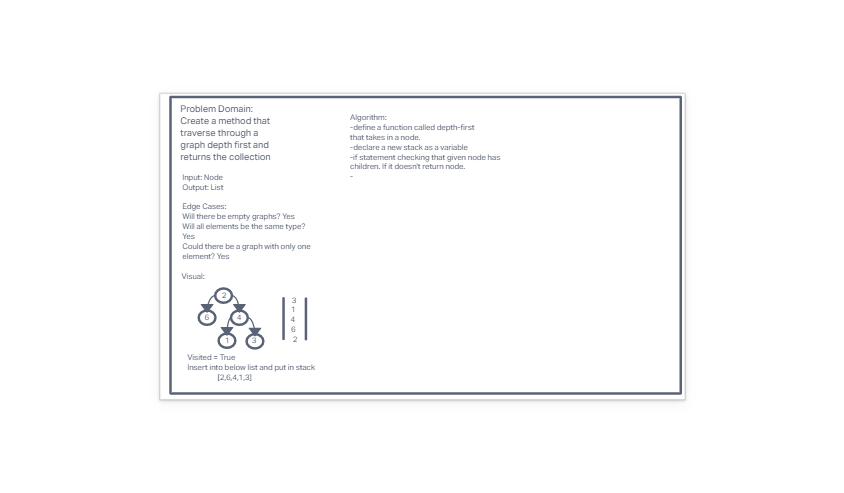 Problem Domain:
Create a method that
traverse through a
graph depth first and
returns the collection
Input: Node
Output: List
Edge Cases:
Will there be empty graphs? Yes
Will all elements be the same type?
Yes
Could there be a graph with only one
element? Yes
Visual:
2
6
4
1
3
3
1
4
6
2
Visited = True
Insert into below list and put in stack
[2,6,4,1,3]
Algorithm:
-define a function called depth-first
that takes in a node.
-declare a new stack as a variable
-if statement checking that given node has
children. If it doesn't return node.
-